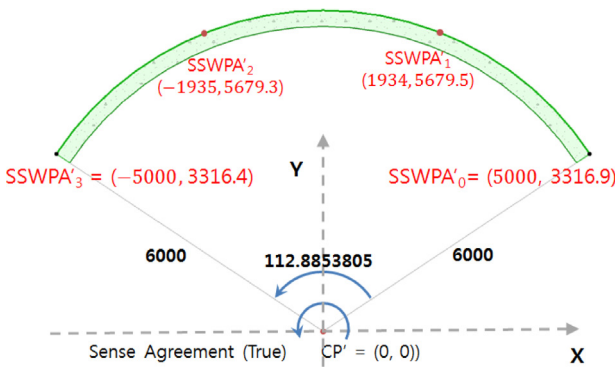 SSWPA'₂
(−1935, 5679.3)
SSWPA'₁
(1934, 5679.5)
Y
SSWPA'₃ = (−5000, 3316.4)
SSWPA'₀= (5000, 3316.9)
6000
112.8853805
6000
Sense Agreement (True)
CP' = (0, 0))
X